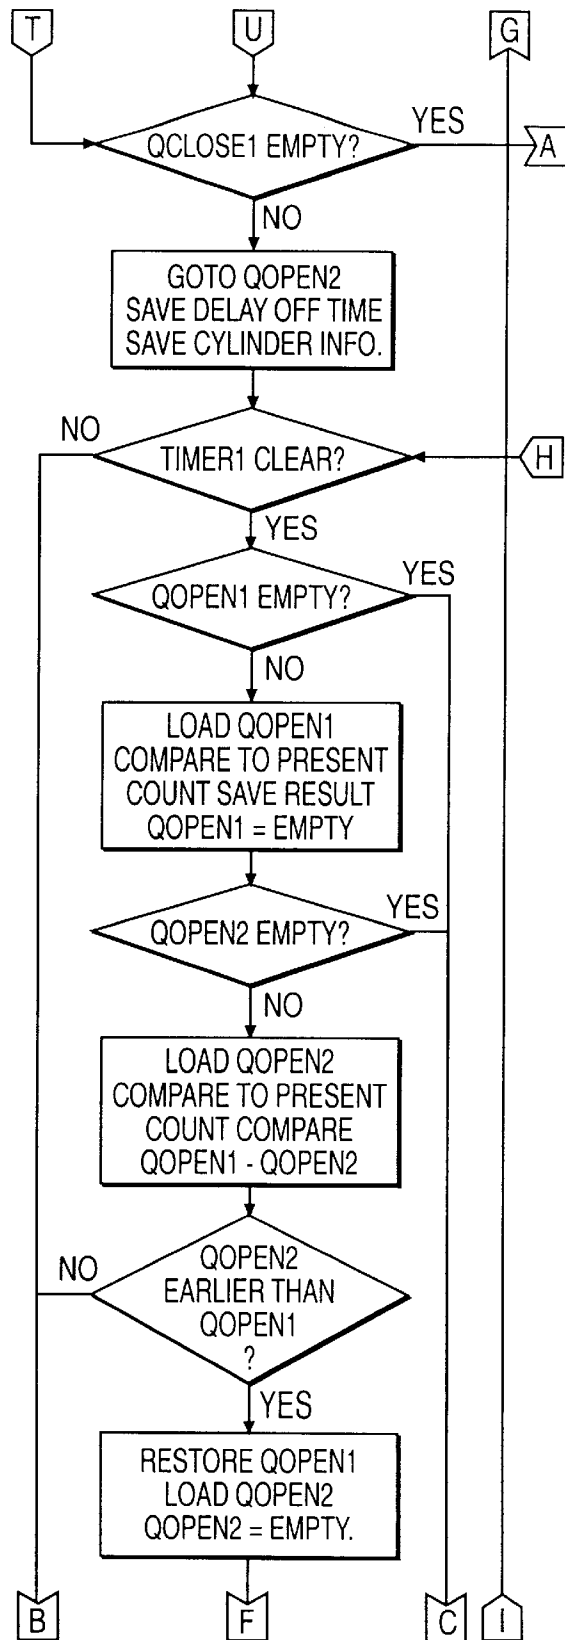 T
U
G
QCLOSE1 EMPTY?
YES
A
NO
GOTO QOPEN2
SAVE DELAY OFF TIME
SAVE CYLINDER INFO.
NO
TIMER1 CLEAR?
H
YES
QOPEN1 EMPTY?
YES
NO
LOAD QOPEN1
COMPARE TO PRESENT
COUNT SAVE RESULT
QOPEN1 = EMPTY
QOPEN2 EMPTY?
YES
NO
LOAD QOPEN2
COMPARE TO PRESENT
COUNT COMPARE
QOPEN1 - QOPEN2
NO
QOPEN2
EARLIER THAN
QOPEN1
?
YES
RESTORE QOPEN1
LOAD QOPEN2
QOPEN2 = EMPTY.
B
F
C
I